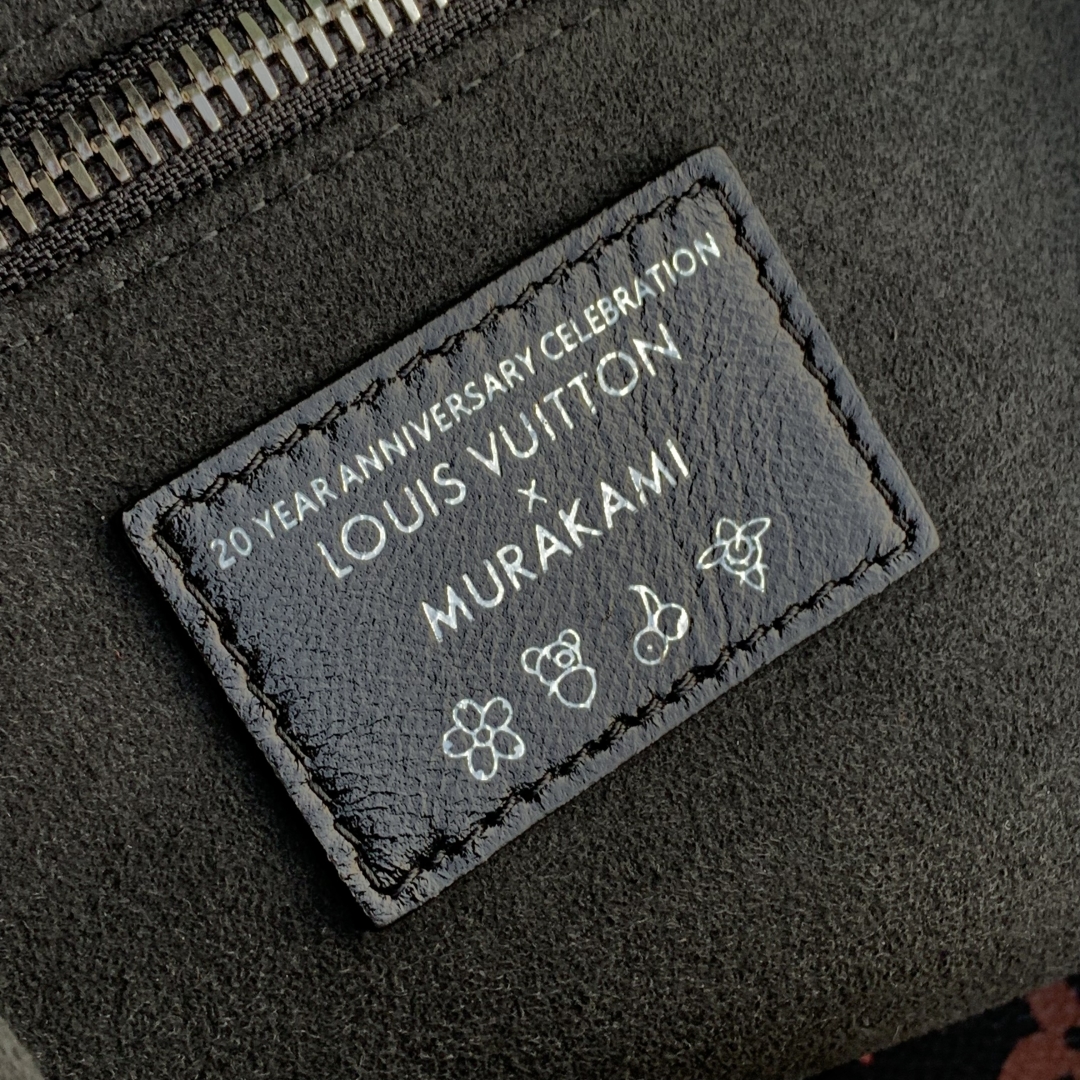 20 YEAR ANNIVERSARY CELEBRATION
LOUIS VUITTON
x
MURAKAMI